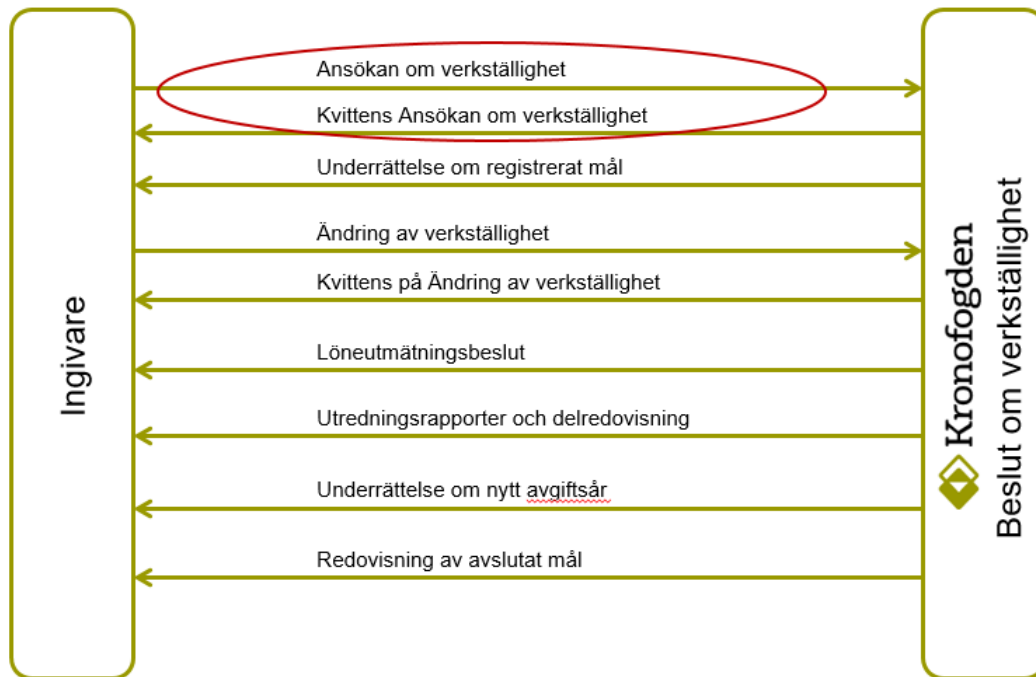 Ansökan om verkställighet
Kvittens Ansökan om verkställighet
Underrättelse om registrerat mål
Ändring av verkställighet
Kvittens på Ändring av verkställighet
Löneutmätningsbeslut
Utredningsrapporter och delredovisning
Underrättelse om nytt avgiftsår
Redovisning av avslutat mål
Ingivare
Kronofogden
Beslut om verkställighet